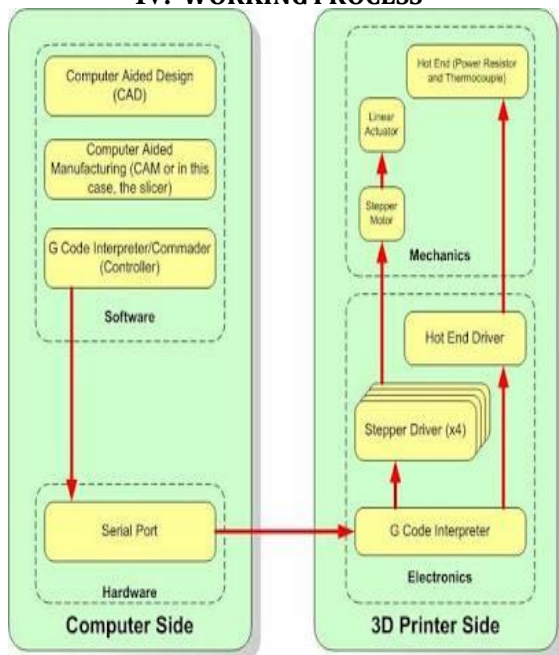 IV. WORKING PROCESS
Computer Aided Design
(CAD)
Computer Aided
Manufacturing (CAM or in this
case, the slicer)
G Code Interpreter/Commader
(Controller)
Software
Serial Port
Hardware
Computer Side
Hot End (Power Resistor
and Thermocouple)
Linear
Actuator
Stepper
Motor
Mechanics
Hot End Driver
Stepper Driver (x4)
G Code Interpreter
Electronics
3D Printer Side